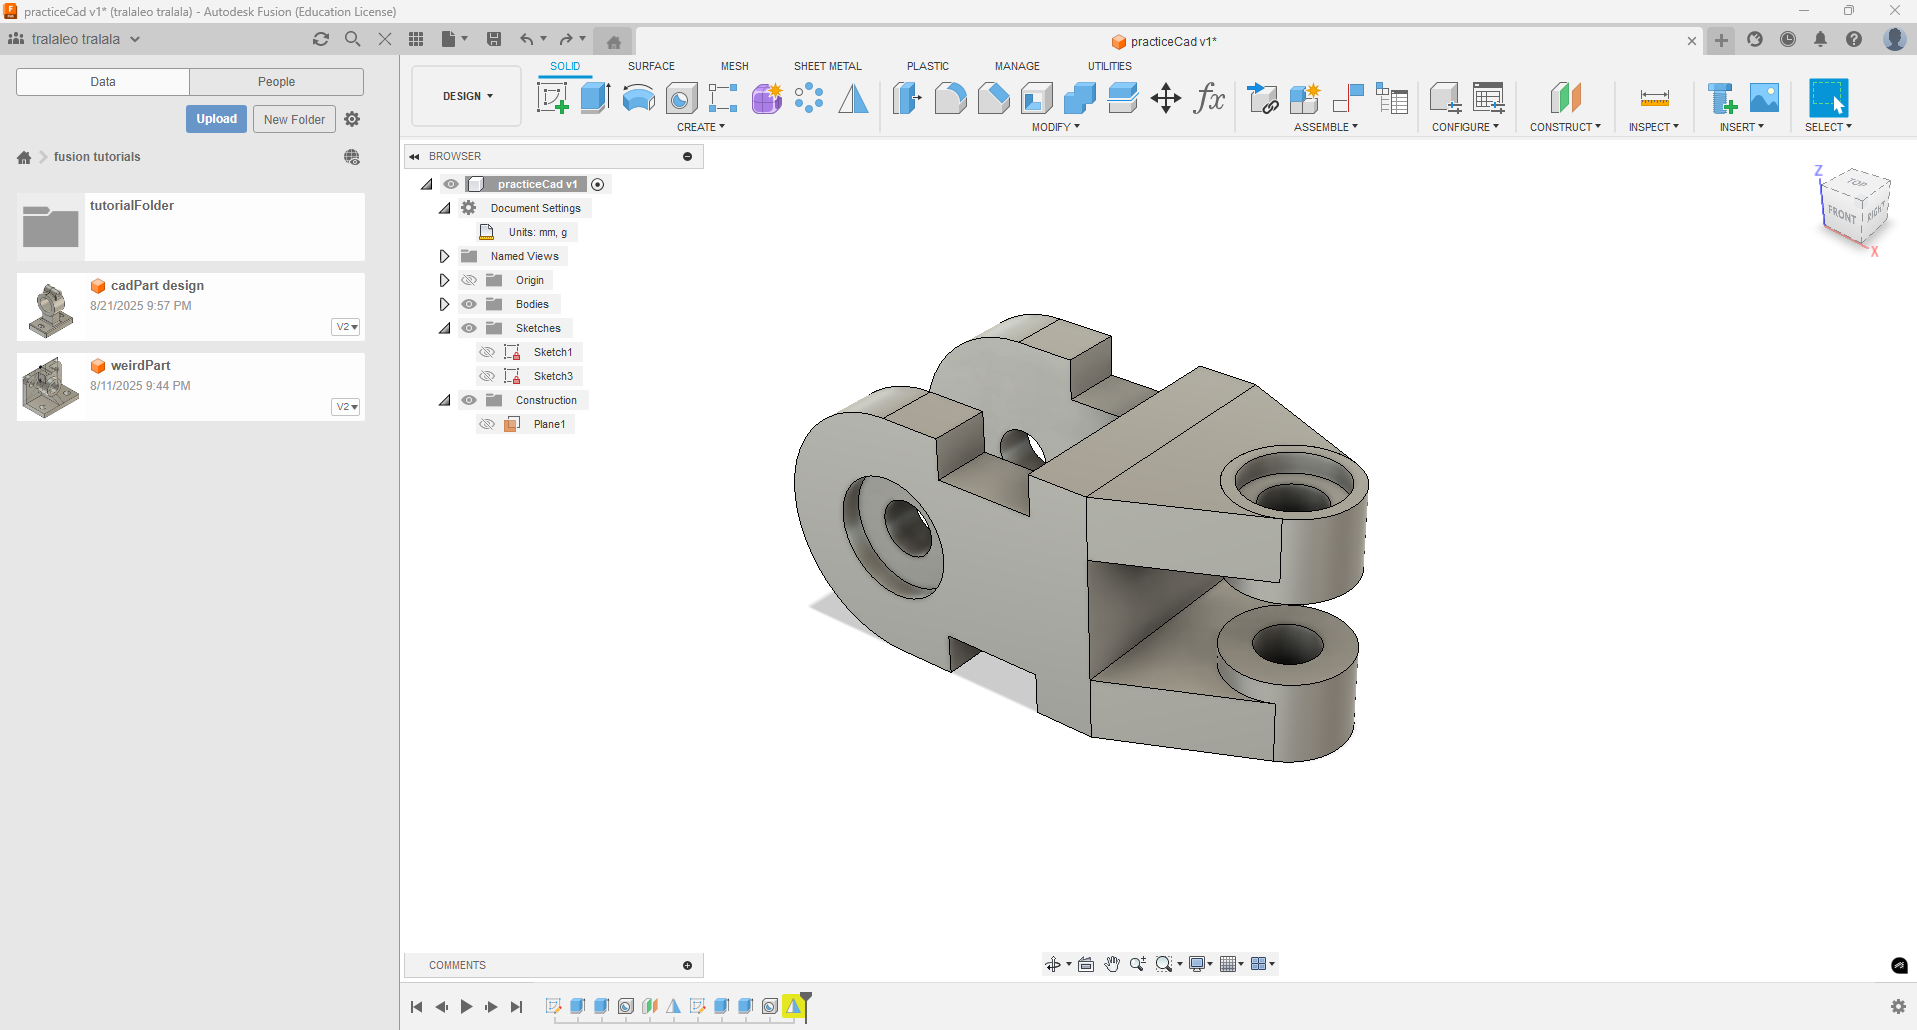 practiceCad v1* (tralaleo tralala) - Autodesk Fusion (Education License)
tralaleo tralala
practiceCad v1*
Data
People
Upload
New Folder
fusion tutorials
tutorialFolder
cadPart design
8/21/2025 9:57 PM
V2
weirdPart
8/11/2025 9:44 PM
V2
SOLID
SURFACE
MESH
SHEET METAL
PLASTIC
MANAGE
UTILITIES
DESIGN
CREATE
MODIFY
ASSEMBLE
CONFIGURE
CONSTRUCT
INSPECT
INSERT
SELECT
fx
BROWSER
practiceCad v1
Document Settings
Units: mm, g
Named Views
Origin
Bodies
Sketches
Sketch1
Sketch3
Construction
Plane1
Z
TOP
FRONT
RIGHT
X
COMMENTS